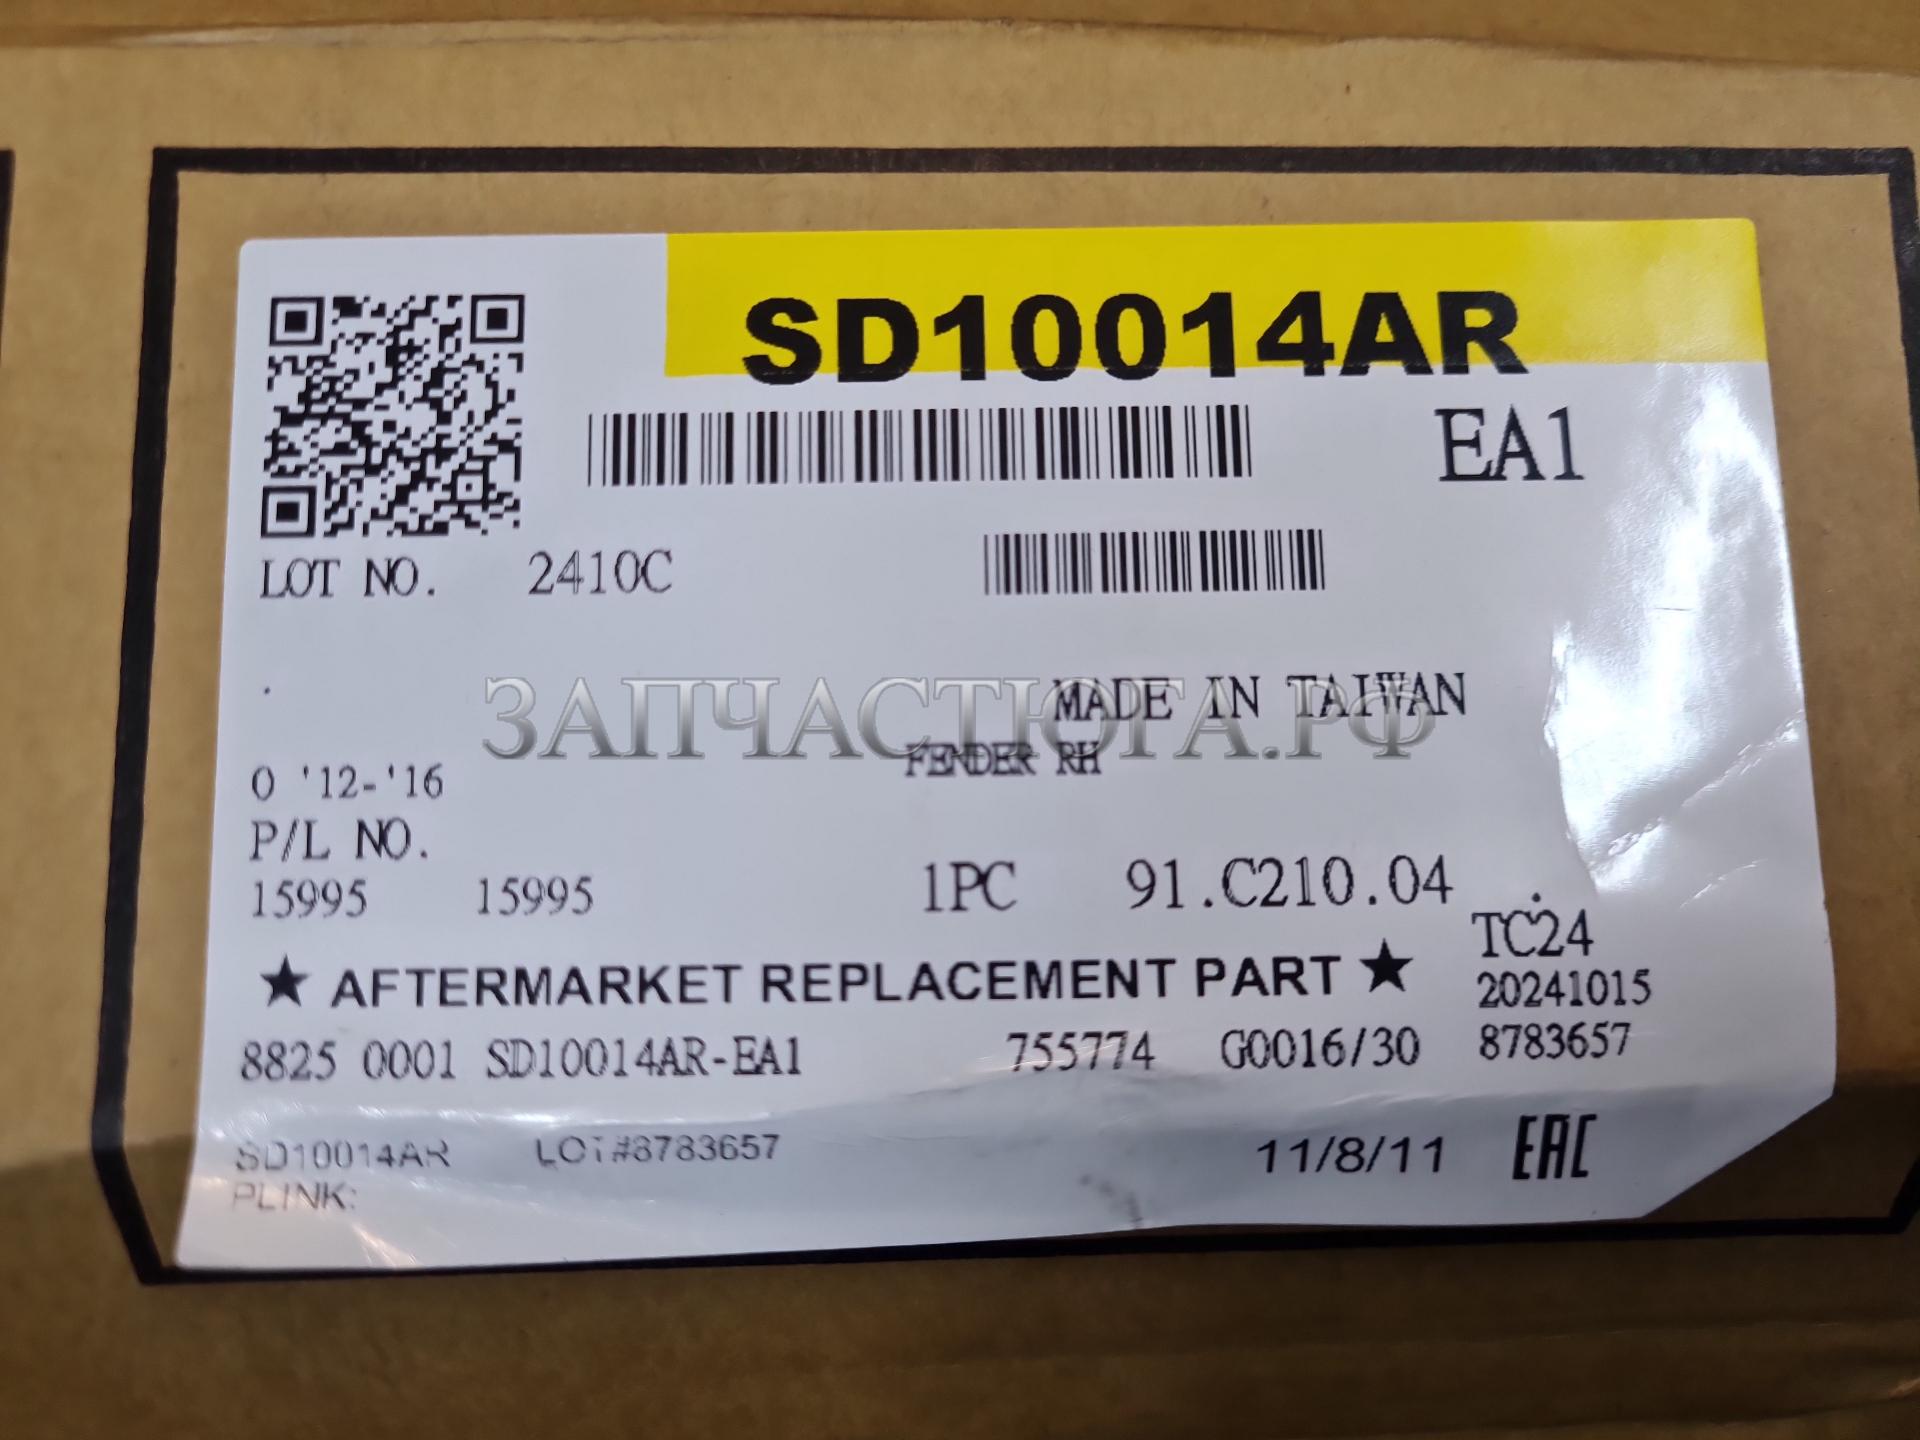 SD10014AR
EA1
LOT NO. 2410C
.
ЗАПЧАСТЮГА.РФ
MADE IN TAIWAN
FENDER RH
O '12-'16
P/L NO.
15995 15995 1PC 91.C210.04
TC24
★ AFTERMARKET REPLACEMENT PART ★
20241015
8825 0001 SD10014AR-EA1 755774 G0016/30 8783657
SD10014AR LOT#8783657 11/8/11 EAC
PLINK: